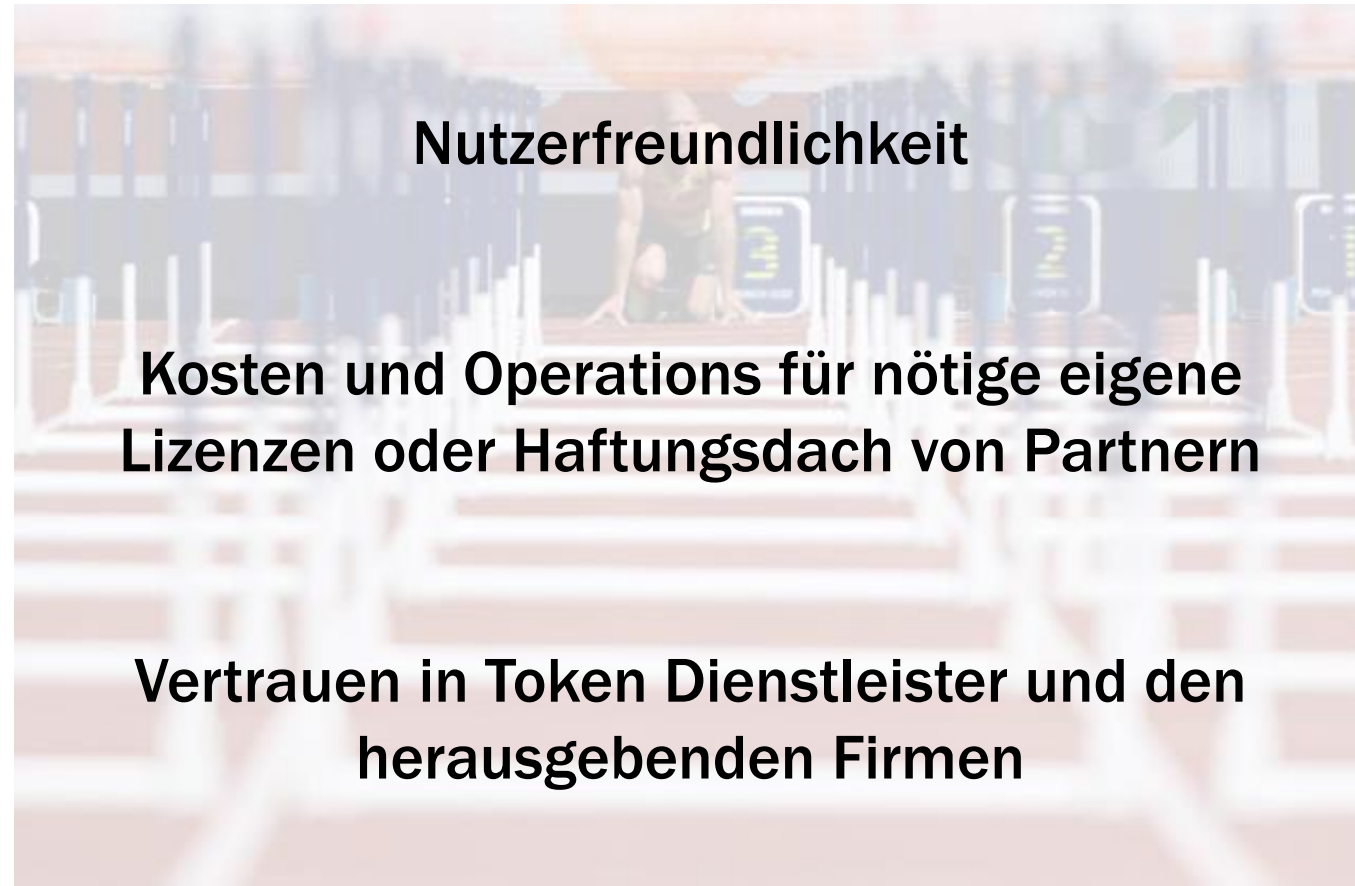 Nutzerfreundlichkeit
Kosten und Operations für nötige eigene
Lizenzen oder Haftungsdach von Partnern
Vertrauen in Token Dienstleister und den
herausgebenden Firmen